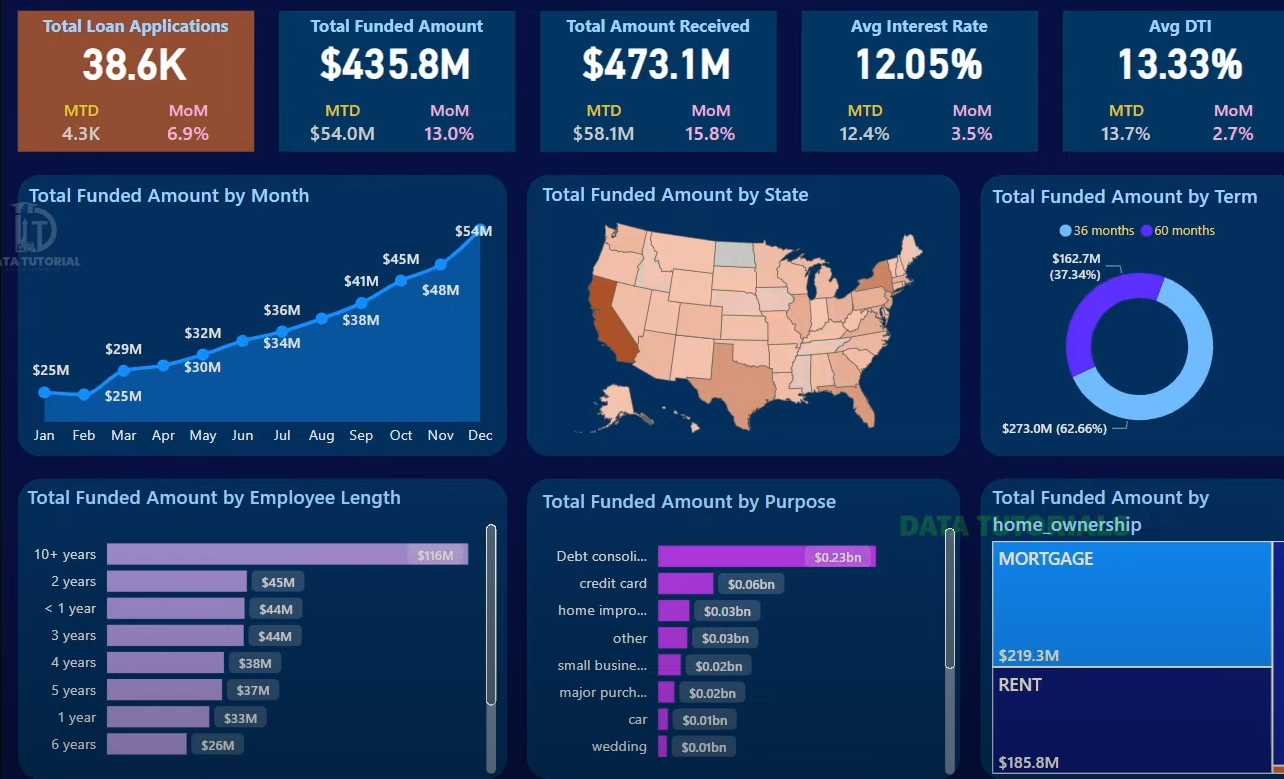 Total Loan Applications
38.6K
MTD MoM
4.3K 6.9%
Total Funded Amount
$435.8M
MTD MoM
$54.0M 13.0%
Total Amount Received
$473.1M
MTD MoM
$58.1M 15.8%
Avg Interest Rate
12.05%
MTD MoM
12.4% 3.5%
Avg DTI
13.33%
MTD MoM
13.7% 2.7%
Total Funded Amount by Month
ATA TUTORIAL
$54M
$45M
$48M
$41M
$38M
$36M
$34M
$32M
$30M
$29M
$25M
$25M
Jan Feb Mar Apr May Jun Jul Aug Sep Oct Nov Dec
Total Funded Amount by State
Total Funded Amount by Term
36 months 60 months
$162.7M
(37.34%)
$273.0M (62.66%)
Total Funded Amount by Employee Length
10+ years $116M
2 years $45M
< 1 year $44M
3 years $44M
4 years $38M
5 years $37M
1 year $33M
6 years $26M
Total Funded Amount by Purpose
Debt consoli... $0.23bn
credit card $0.06bn
home impro... $0.03bn
other $0.03bn
small busine... $0.02bn
major purch... $0.02bn
car $0.01bn
wedding $0.01bn
Total Funded Amount by
home_ownership
DATA TUTORIALS
MORTGAGE
$219.3M
RENT
$185.8M